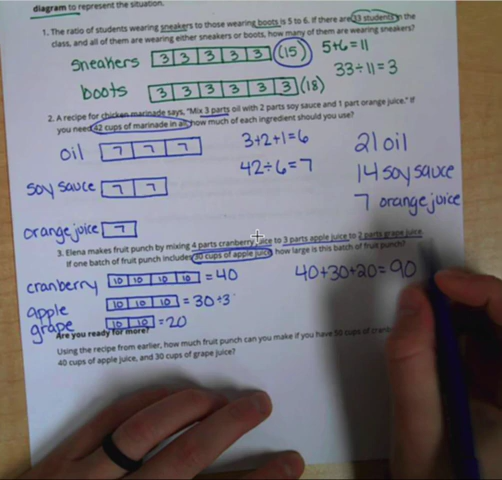 diagram to represent the situation.
1. The ratio of students wearing sneakers to those wearing boots is 5 to 6. If there are 33 students in the
class, and all of them are wearing either sneakers or boots, how many of them are wearing sneakers?
sneakers 3 3 3 3 3 (15) 5+6=11
33÷11=3
boots 3 3 3 3 3 3 (18)
2. A recipe for chicken marinade says, "Mix 3 parts oil with 2 parts soy sauce and 1 part orange juice." If
you need 42 cups of marinade in all, how much of each ingredient should you use?
oil 7 7 7 3+2+1=6 21 oil
42÷6=7 14 soy sauce
soy sauce 7 7
7 orange juice
orange juice 7
3. Elena makes fruit punch by mixing 4 parts cranberry juice to 3 parts apple juice to 2 parts grape juice.
If one batch of fruit punch includes 30 cups of apple juice, how large is this batch of fruit punch?
cranberry 10 10 10 10 = 40 40+30+20=90
apple 10 10 10 = 30÷3
grape 10 10 = 20
Are you ready for more?
Using the recipe from earlier, how much fruit punch can you make if you have 50 cups of
40 cups of apple juice, and 30 cups of grape juice?